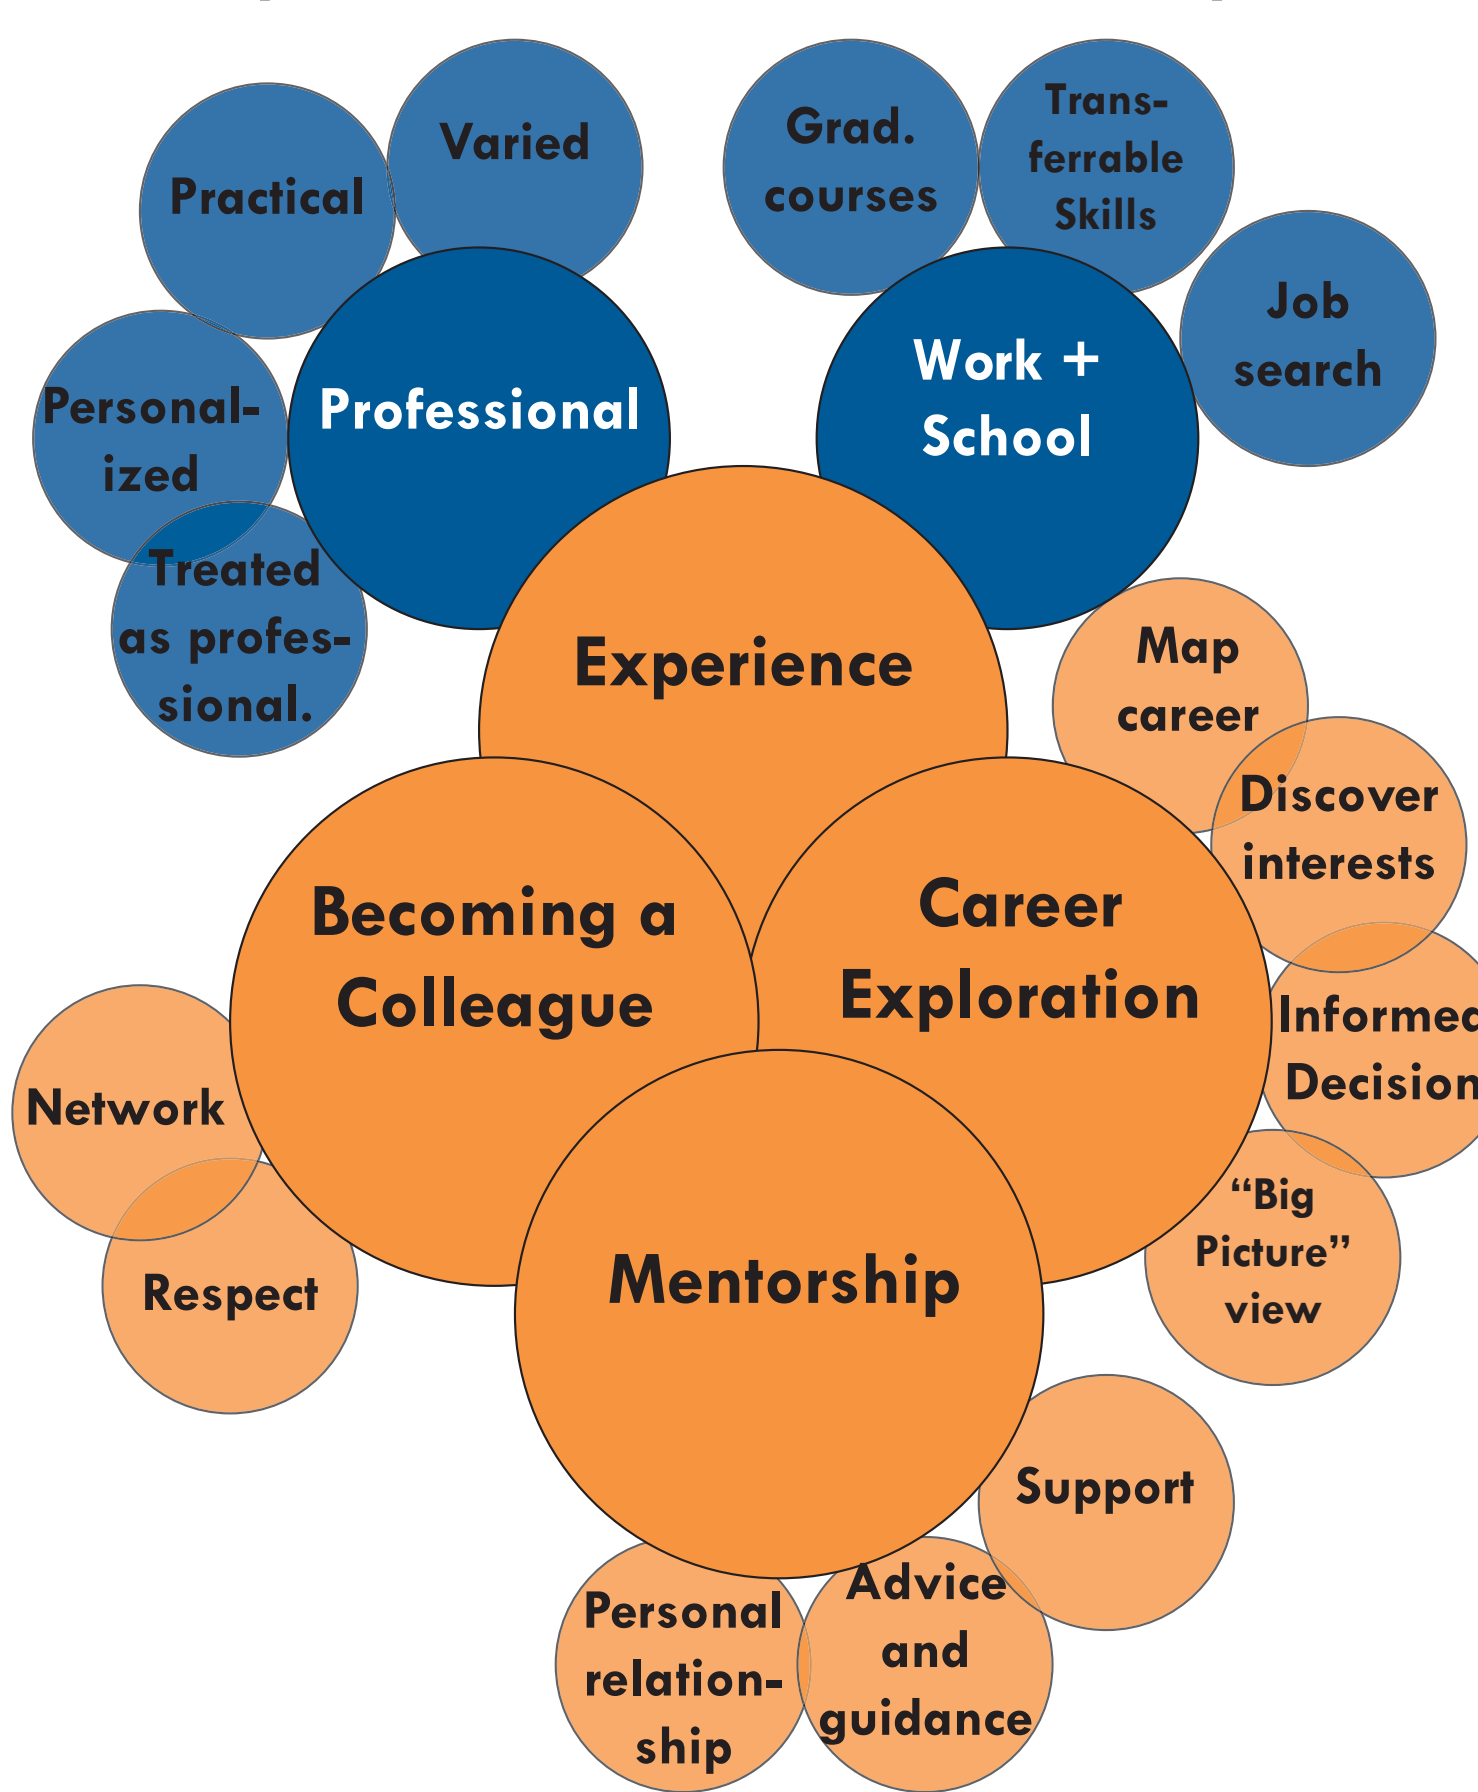 Varied
Practical
Personal-
ized
Treated
as profes-
sional.
Professional
Grad.
courses
Trans-
ferrable
Skills
Job
search
Work +
School
Experience
Map
career
Discover
interests
Informed
Decision
“Big
Picture”
view
Career
Exploration
Becoming a
Colleague
Network
Respect
Mentorship
Support
Advice
and
guidance
Personal
relation-
ship